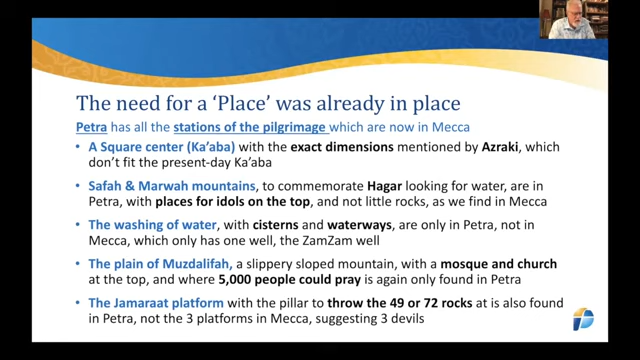 The need for a ‘Place’ was already in place
Petra has all the stations of the pilgrimage which are now in Mecca
• A Square center (Ka’aba) with the exact dimensions mentioned by Azraki, which
don’t fit the present-day Ka’aba
• Safah & Marwah mountains, to commemorate Hagar looking for water, are in
Petra, with places for idols on the top, and not little rocks, as we find in Mecca
• The washing of water, with cisterns and waterways, are only in Petra, not in
Mecca, which only has one well, the ZamZam well
• The plain of Muzdalifah, a slippery sloped mountain, with a mosque and church
at the top, and where 5,000 people could pray is again only found in Petra
• The Jamaraat platform with the pillar to throw the 49 or 72 rocks at is also found
in Petra, not the 3 platforms in Mecca, suggesting 3 devils